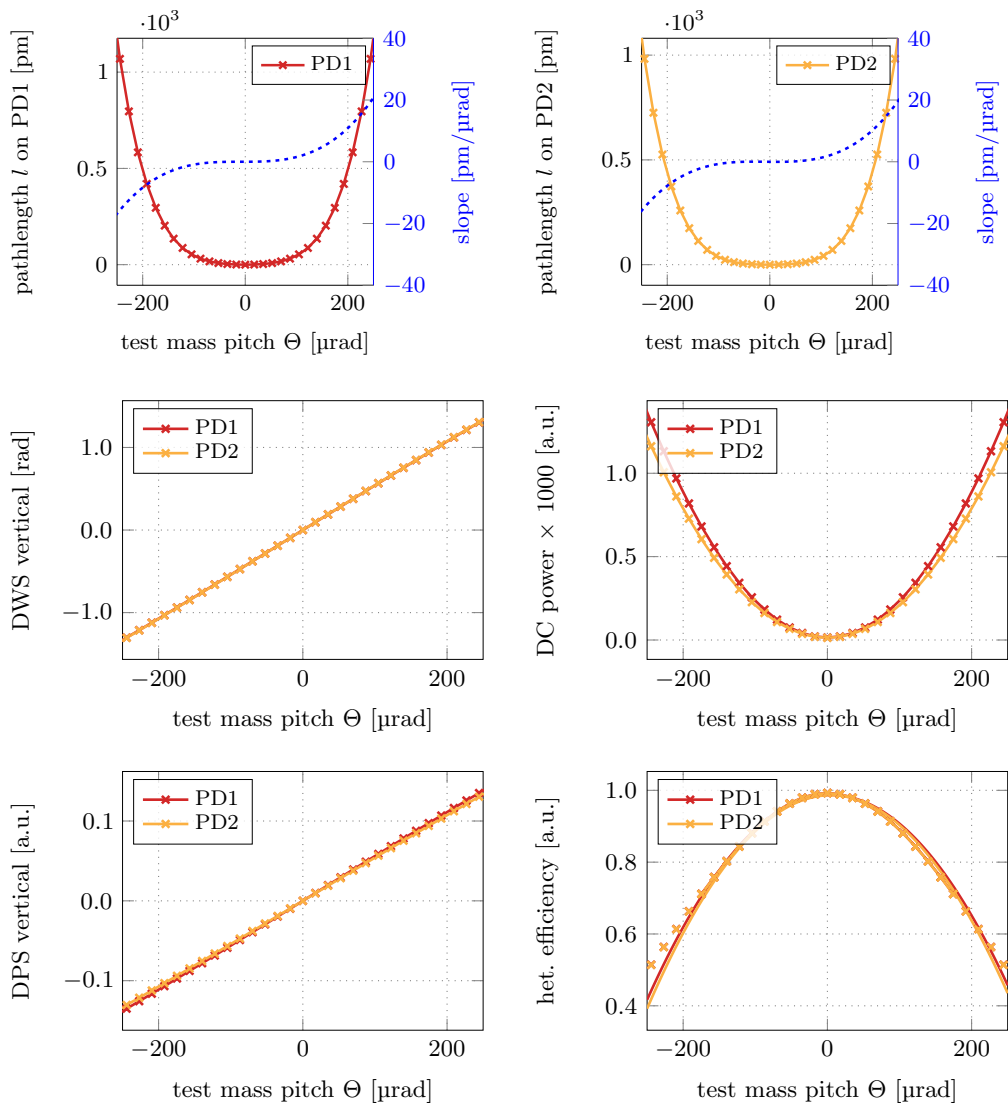 ·10³
·10³
pathlength l on PD1 [pm]
1
0.5
0
PD1
40
20
0
−20
−40
slope [pm/µrad]
−200
0
200
test mass pitch Θ [µrad]
pathlength l on PD2 [pm]
1
0.5
0
PD2
40
20
0
−20
−40
slope [pm/µrad]
−200
0
200
test mass pitch Θ [µrad]
DWS vertical [rad]
1.0
0.0
−1.0
PD1
PD2
−200
0
200
test mass pitch Θ [µrad]
DC power × 1000 [a.u.]
1.0
0.5
0.0
PD1
PD2
−200
0
200
test mass pitch Θ [µrad]
DPS vertical [a.u.]
0.1
0.0
−0.1
PD1
PD2
−200
0
200
test mass pitch Θ [µrad]
het. efficiency [a.u.]
1.0
0.8
0.6
0.4
PD1
PD2
−200
0
200
test mass pitch Θ [µrad]